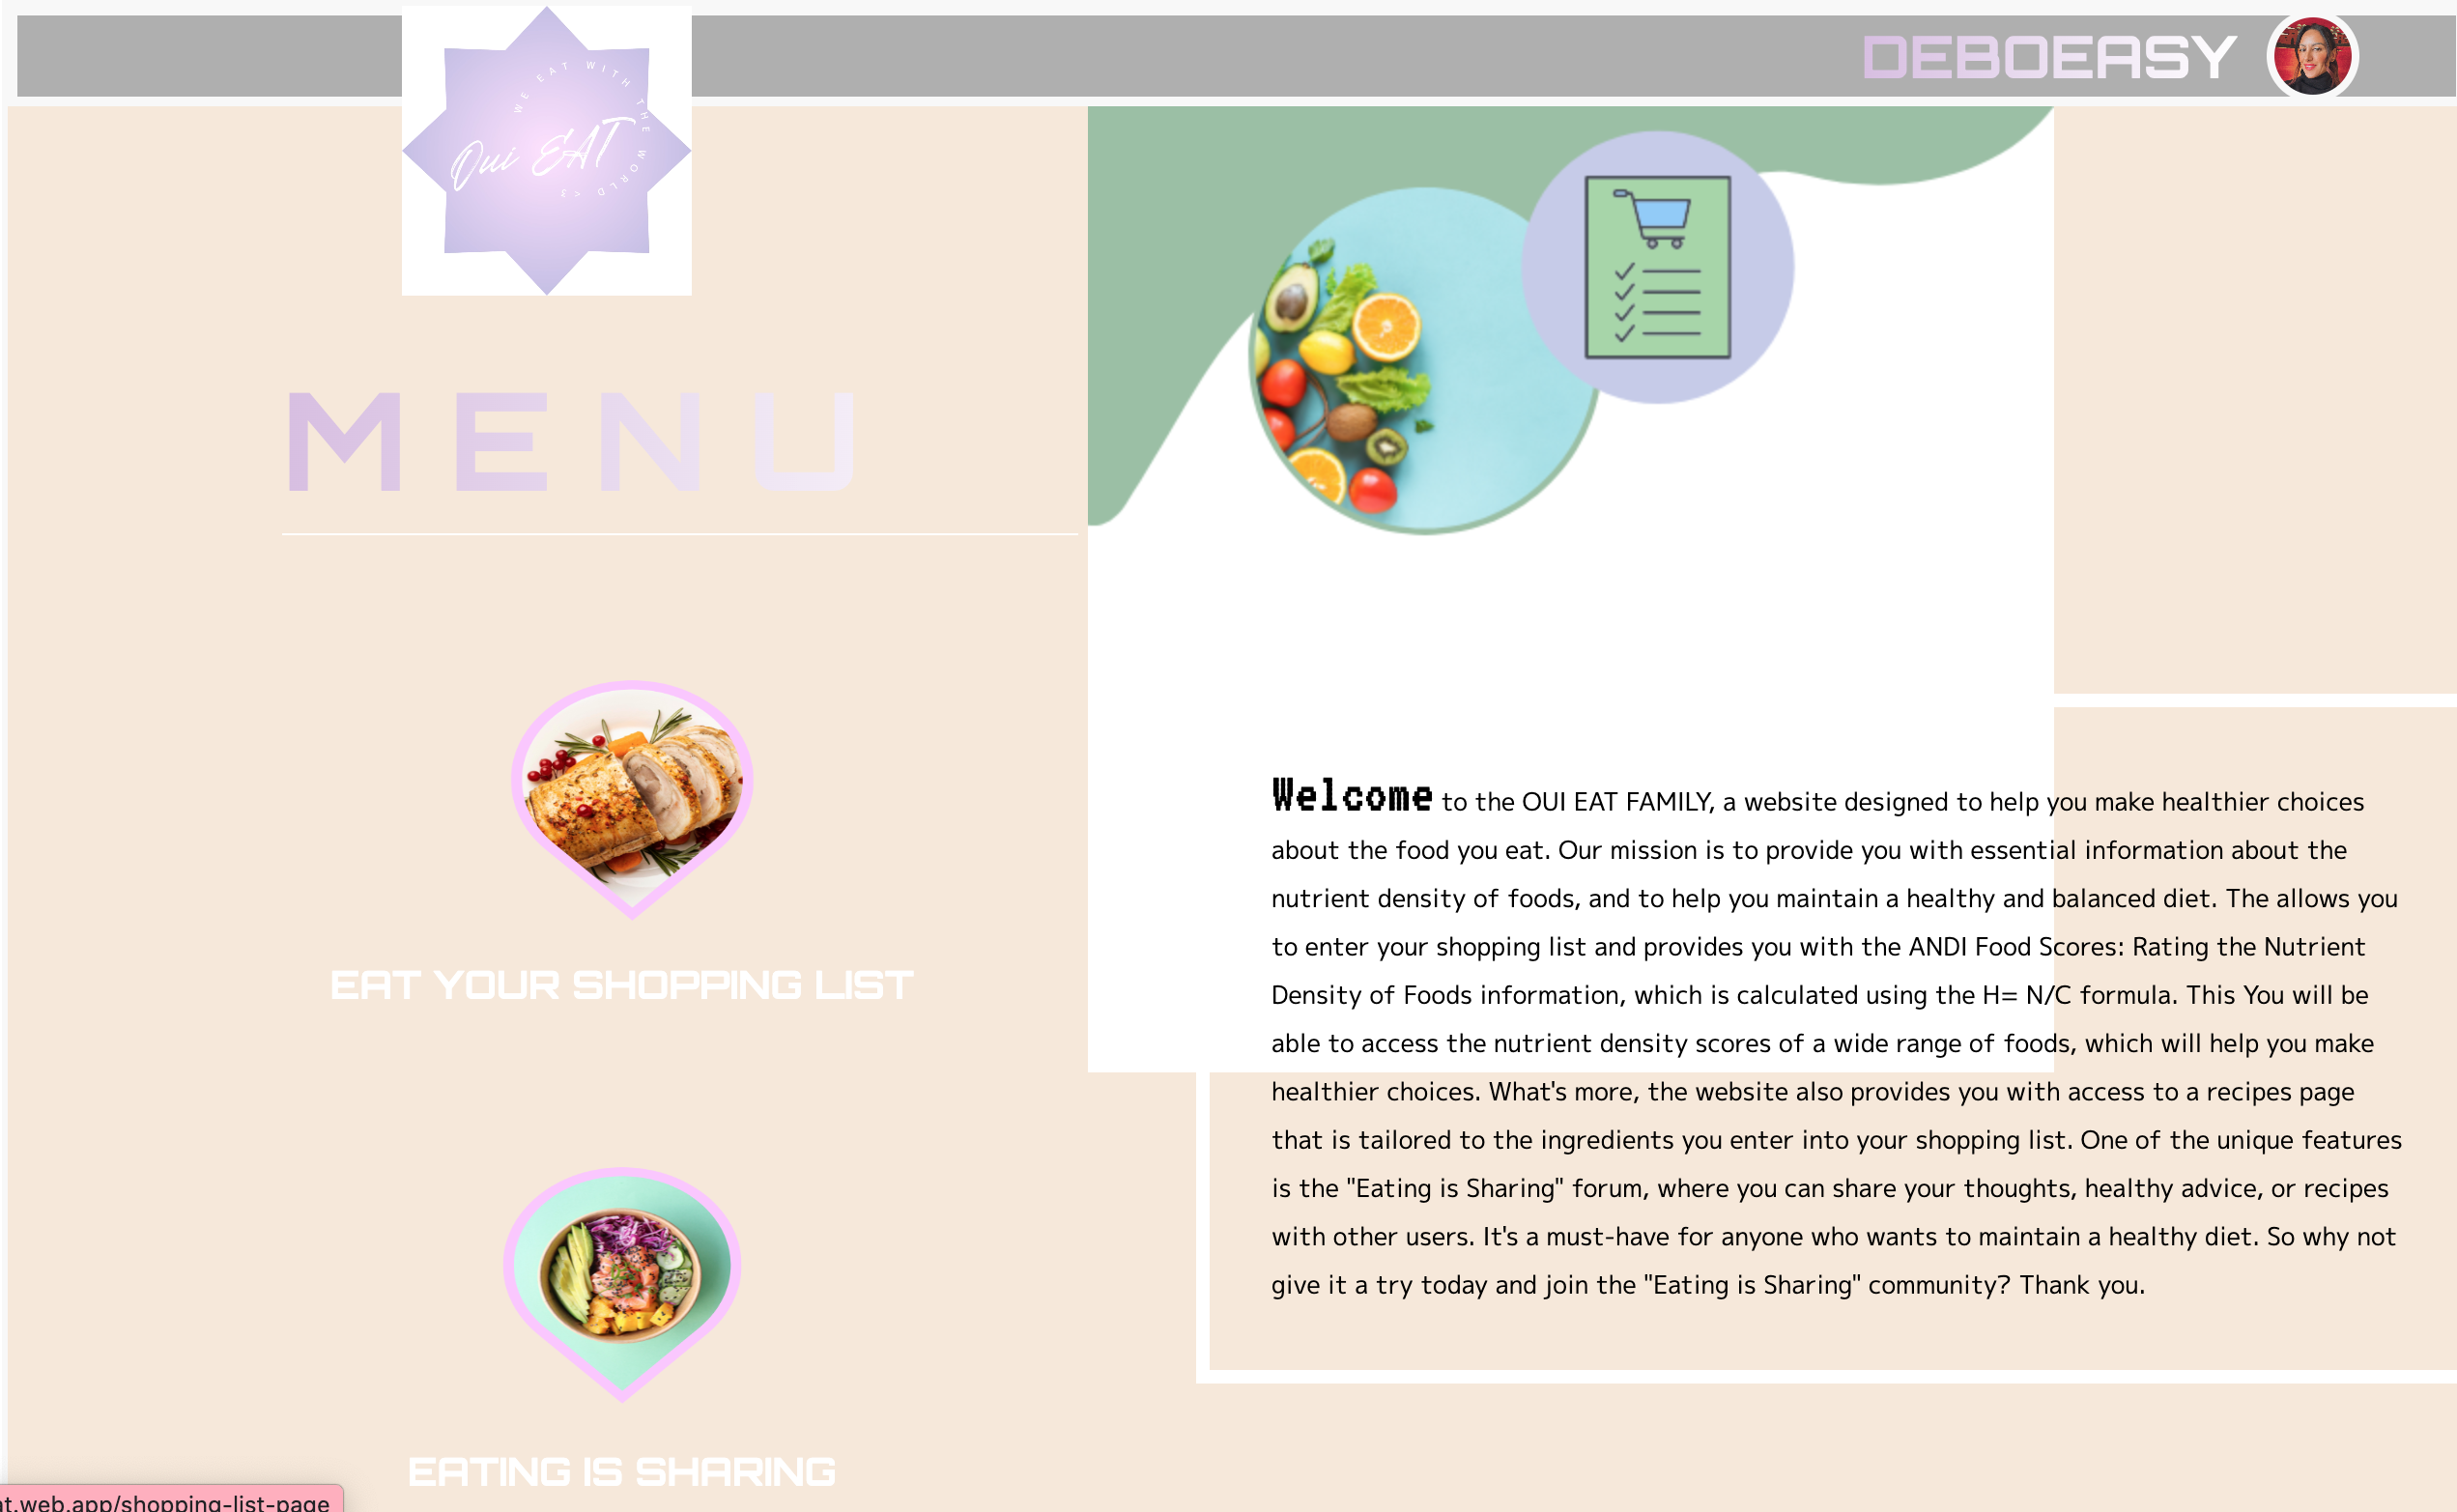 DEBOEASY
WE EAT WITH THE WORLD <3
Oui EAT
MENU
EAT YOUR SHOPPING LIST
EATING IS SHARING
Welcome to the OUI EAT FAMILY, a website designed to help you make healthier choices
about the food you eat. Our mission is to provide you with essential information about the
nutrient density of foods, and to help you maintain a healthy and balanced diet. The allows you
to enter your shopping list and provides you with the ANDI Food Scores: Rating the Nutrient
Density of Foods information, which is calculated using the H= N/C formula. This You will be
able to access the nutrient density scores of a wide range of foods, which will help you make
healthier choices. What's more, the website also provides you with access to a recipes page
that is tailored to the ingredients you enter into your shopping list. One of the unique features
is the "Eating is Sharing" forum, where you can share your thoughts, healthy advice, or recipes
with other users. It's a must-have for anyone who wants to maintain a healthy diet. So why not
give it a try today and join the "Eating is Sharing" community? Thank you.
t.web.app/shopping-list-page